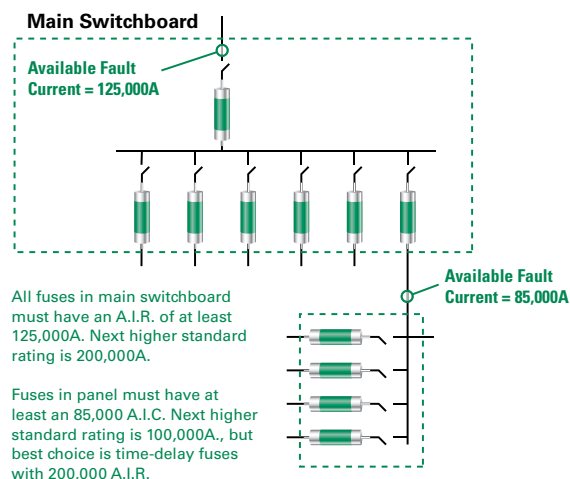 Main Switchboard
Available Fault
Current = 125,000A
Available Fault
Current = 85,000A
All fuses in main switchboard
must have an A.I.R. of at least
125,000A. Next higher standard
rating is 200,000A.
Fuses in panel must have at
least an 85,000 A.I.C. Next higher
standard rating is 100,000A., but
best choice is time-delay fuses
with 200.000 A.I.R.